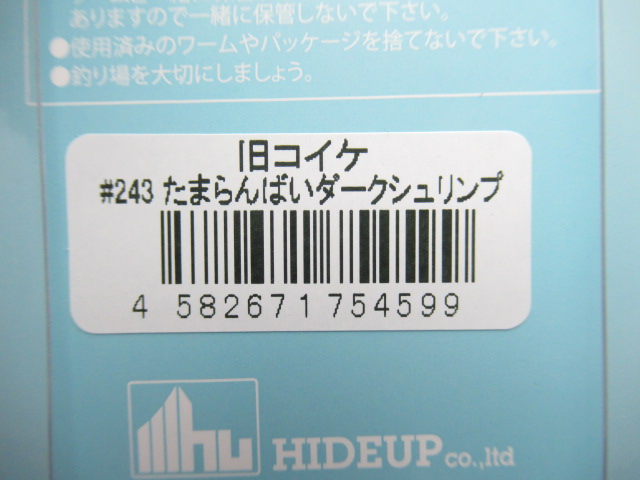 ありますので一緒に保管しないで下さい。
●使用済みのワームやパッケージを捨てないで下さい。
●釣り場を大切にしましょう。
旧コイケ
#243 たまらんばいダークシュリンプ
4 582671 754599
hu HIDEUP co.,ltd